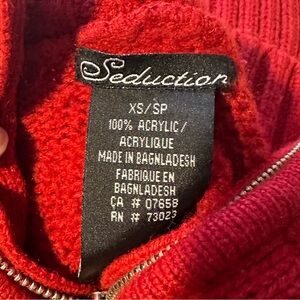 Seduction
XS/SP
100% ACRYLIC/
ACRYLIQUE
MADE IN BAGNLADESH
FABRIQUE EN
BAGNLADESH
CA # 07658
RN # 73023